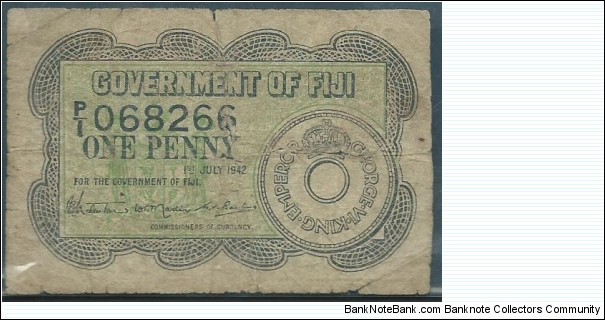 GOVERNMENT OF FIJI
P/1 068266
ONE PENNY
1ST JULY 1942
FOR THE GOVERNMENT OF FIJI.
COMMISSIONERS OF CURRENCY.
GEORGE·VI·KING·EMPEROR
www.BanknoteBank.com Banknote Collectors Community